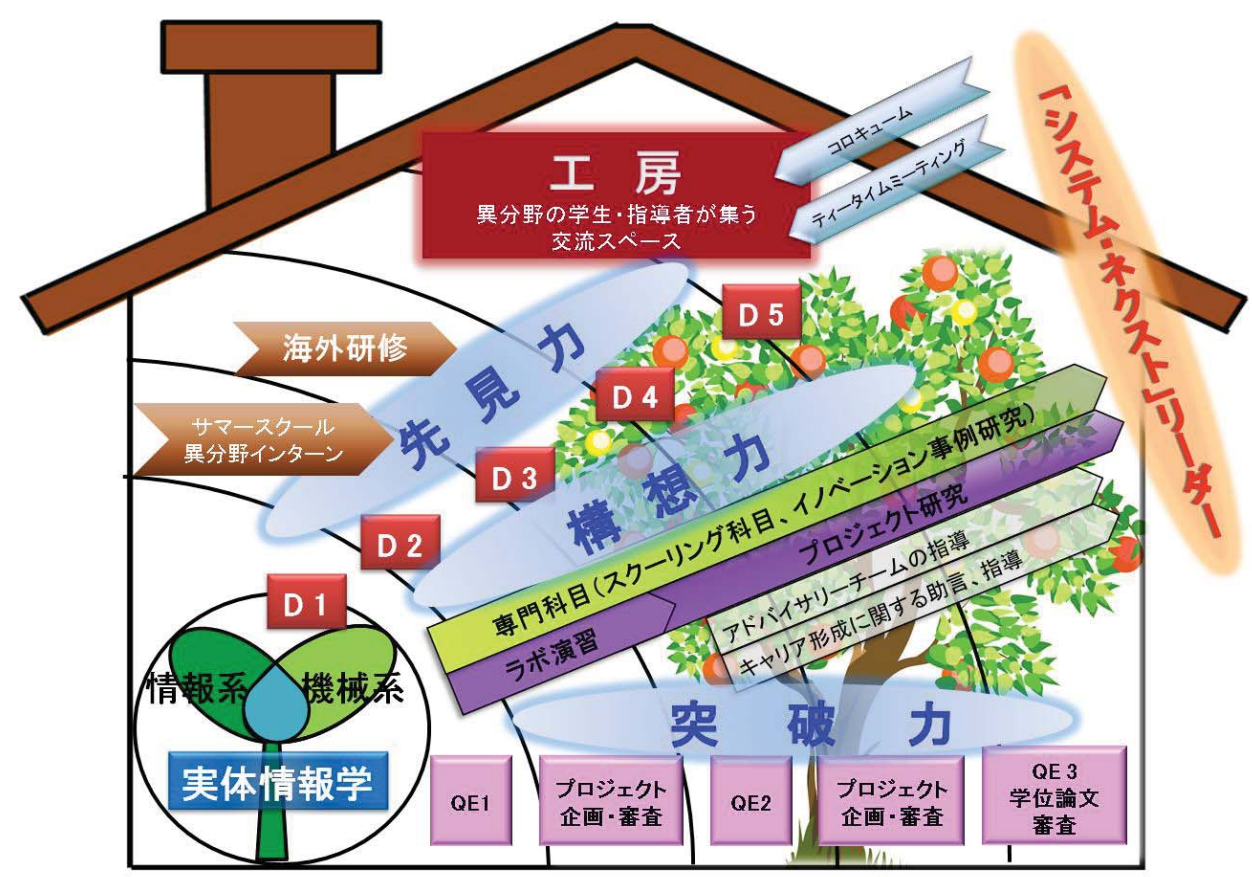 工 房
異分野の学生・指導者が集う
交流スペース
コロキューム
ティータイムミーティング
「システム・ネクスト」リーダー
海外研修
サマースクール
異分野インターン
先見力
構想力
突破力
D 5
D 4
D 3
D 2
D 1
専門科目（スクーリング科目、イノベーション事例研究）
ラボ演習
プロジェクト研究
アドバイサリーチームの指導
キャリア形成に関する助言、指導
情報系
機械系
実体情報学
QE1
プロジェクト
企画・審査
QE2
プロジェクト
企画・審査
QE３
学位論文
審査